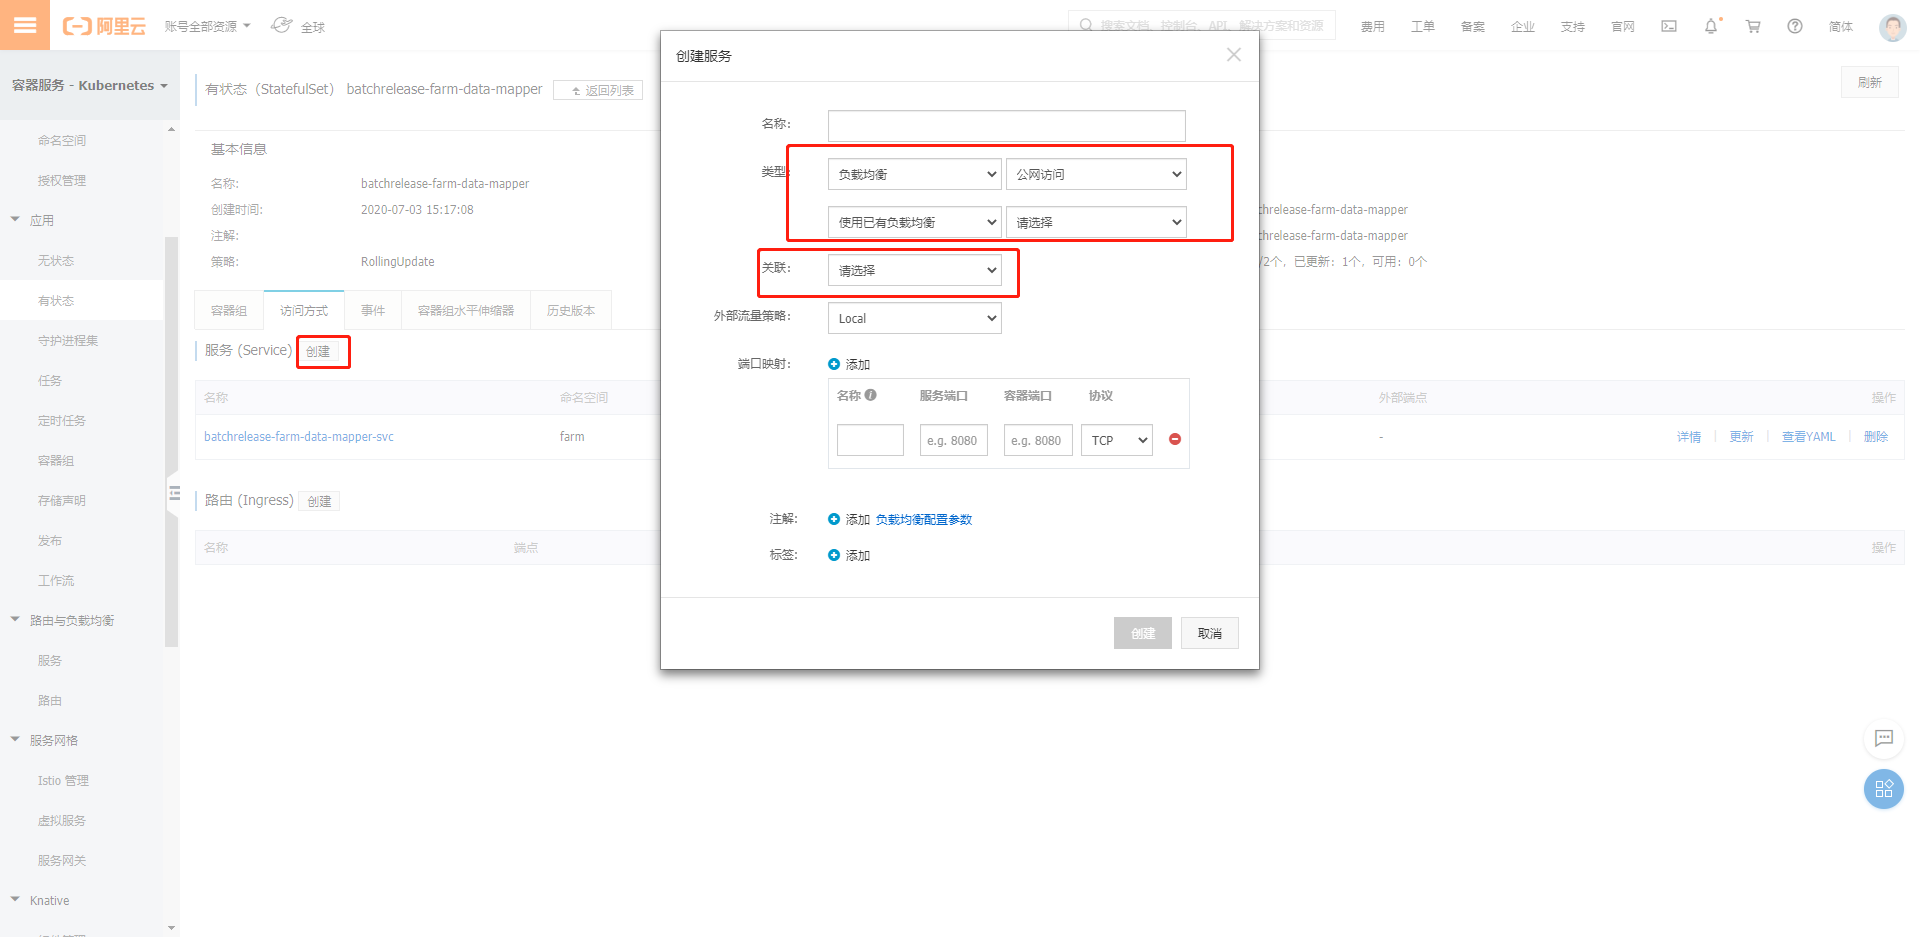 阿里云
账号全部资源
全球
搜索文档、控制台、API、解决方案和资源
费用
工单
备案
企业
支持
官网
简体
容器服务 - Kubernetes
命名空间
授权管理
应用
无状态
有状态
守护进程集
任务
定时任务
容器组
存储声明
发布
工作流
路由与负载均衡
服务
路由
服务网格
Istio 管理
虚拟服务
服务网关
Knative
有状态（StatefulSet） batchrelease-farm-data-mapper
返回列表
刷新
基本信息
名称: batchrelease-farm-data-mapper
创建时间: 2020-07-03 15:17:08
注解:
策略: RollingUpdate
chrelease-farm-data-mapper
chrelease-farm-data-mapper
/2个，已更新：1个，可用：0个
容器组
访问方式
事件
容器组水平伸缩器
历史版本
服务 (Service) 创建
名称 命名空间 外部端点 操作
batchrelease-farm-data-mapper-svc farm - 详情 更新 查看YAML 删除
路由 (Ingress) 创建
名称 端点 操作
创建服务
名称:
类型: 负载均衡 公网访问
使用已有负载均衡 请选择
关联: 请选择
外部流量策略: Local
端口映射: 添加
名称 服务端口 容器端口 协议
e.g. 8080 e.g. 8080 TCP
注解: 添加 负载均衡配置参数
标签: 添加
创建 取消